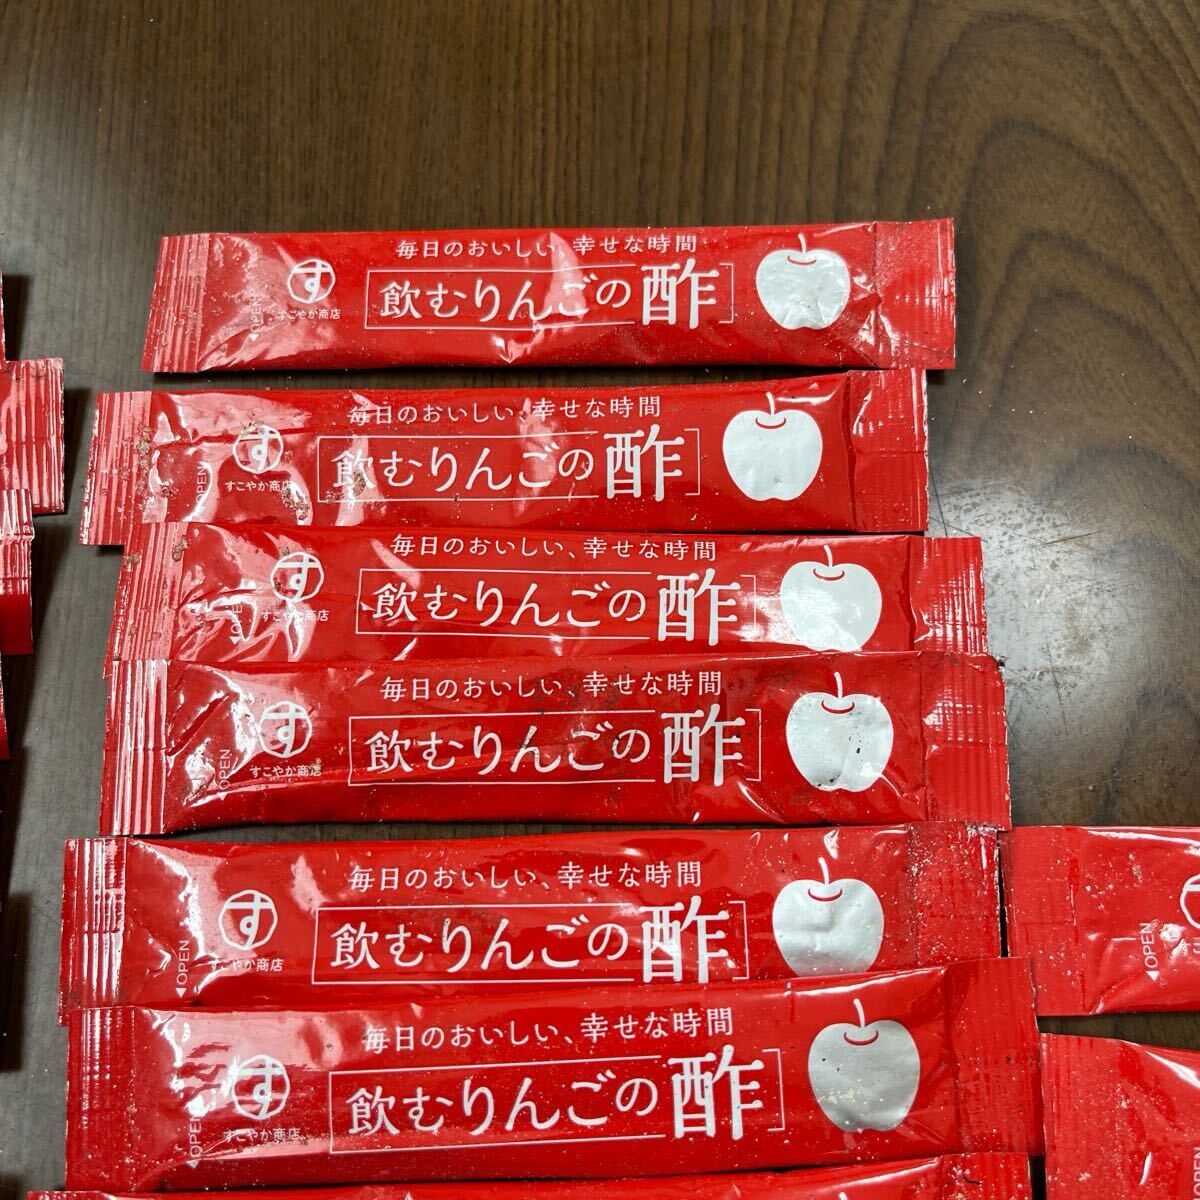 毎日のおいしい、幸せな時間
飲むりんごの酢
す
すこやか商店
◀OPEN
毎日のおいしい、幸せな時間
飲むりんごの酢
す
すこやか商店
OPEN
毎日のおいしい、幸せな時間
飲むりんごの酢
す
すこやか商店
毎日のおいしい、幸せな時間
飲むりんごの酢
す
すこやか商店
◀OPEN
毎日のおいしい、幸せな時間
飲むりんごの酢
す
すこやか商店
◀OPEN
◀OPEN
毎日のおいしい、幸せな時間
飲むりんごの酢
す
すこやか商店
◀OPEN
OPEN